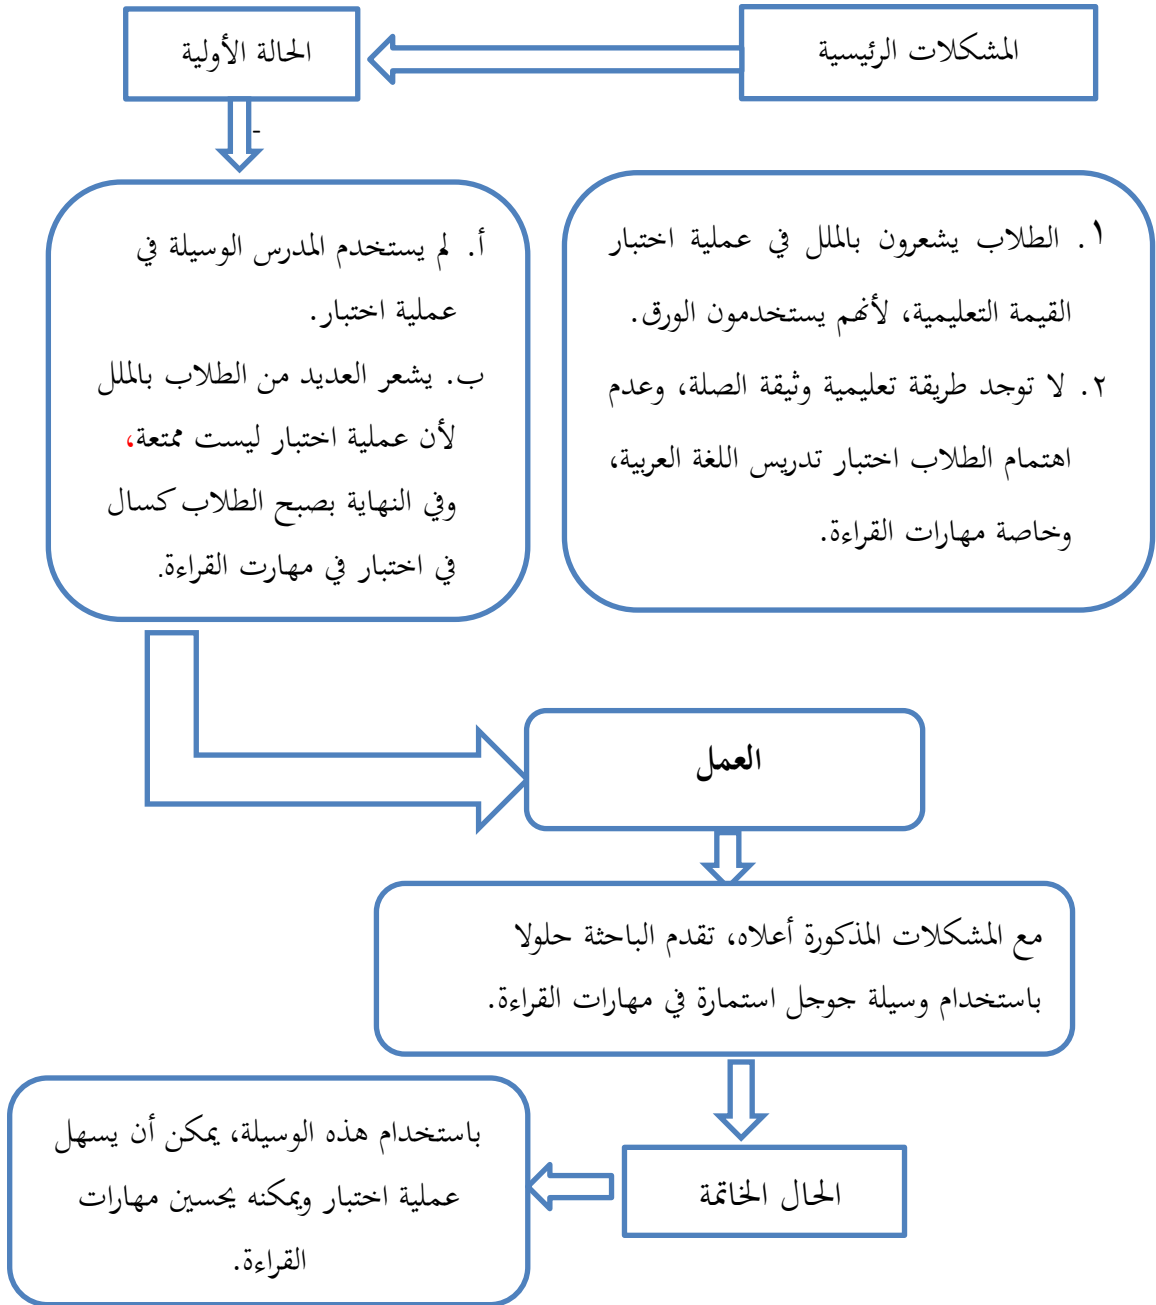 المشكلات الرئيسية
الحالة الأولية
-
١. الطلاب يشعرون بالملل في عملية اختبار
القيمة التعليمية، لأنهم يستخدمون الورق.
٢. لا توجد طريقة تعليمية وثيقة الصلة، وعدم
اهتمام الطلاب اختبار تدريس اللغة العربية،
وخاصة مهارات القراءة.
أ. لم يستخدم المدرس الوسيلة في
عملية اختبار.
ب. يشعر العديد من الطلاب بالملل
لأن عملية اختبار ليست ممتعة،
وفي النهاية بصبح الطلاب كسال
في اختبار في مهارت القراءة.
العمل
مع المشكلات المذكورة أعلاه، تقدم الباحثة حلولا
باستخدام وسيلة جوجل استمارة في مهارات القراءة.
الحال الخاتمة
باستخدام هذه الوسيلة، يمكن أن يسهل
عملية اختبار ويمكنه يحسين مهارات
القراءة.